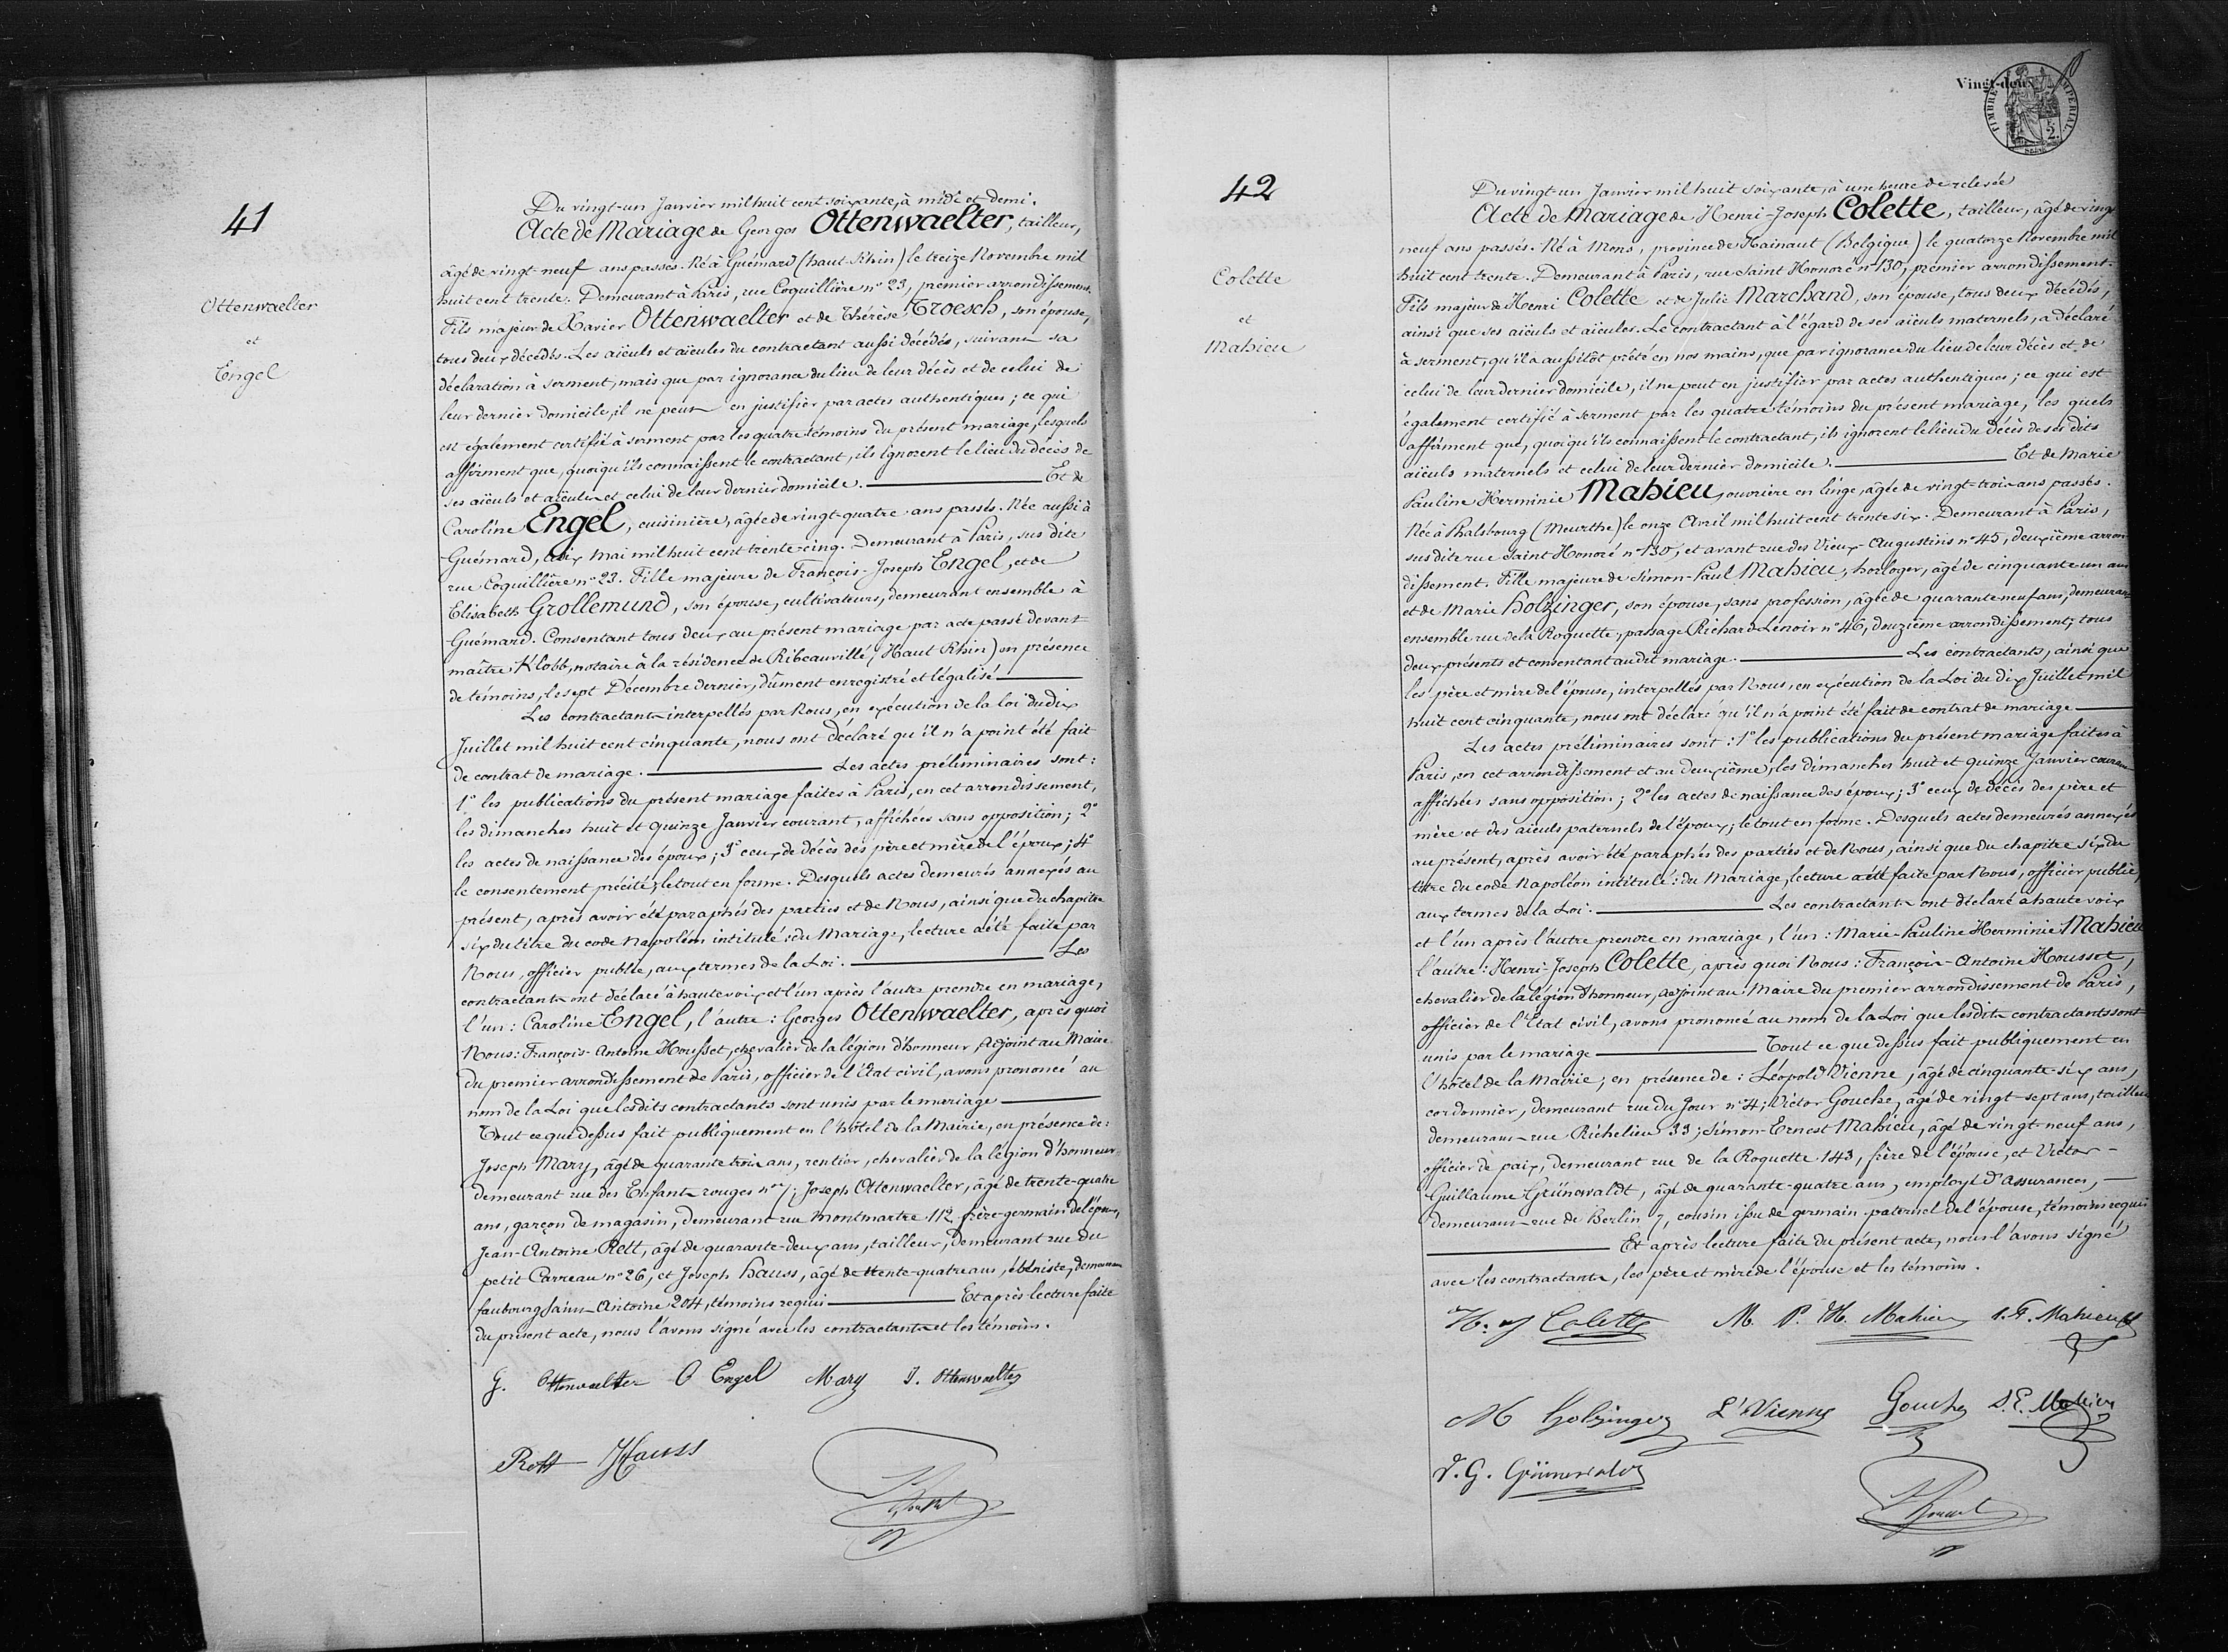 41
Ottenwaelter
et
Engel
Du vingt-un Janvier mil huit cent soixante, à midi et demi.
Acte de Mariage de Georges Ottenwaelter, tailleur,
âgé de vingt-neuf ans passés. Né à Guémard (haut-Rhin) le treize Novembre mil
huit cent trente. Demeurant à Paris, rue Coquillière n° 23, premier arrondissement.
Fils majeur de Xavier Ottenwaelter et de Thérèse Troesch, son épouse,
tous deux décédés. Les aïeuls et aïeules du contractant aussi décédés, suivant sa
déclaration à serment, mais que par ignorance du lieu de leur décès et de celui de
leur dernier domicile, il ne peut en justifier par actes authentiques; ce qui
est également certifié à serment par les quatre témoins du présent mariage, lesquels
affirment que, quoiqu'ils connaissent le contractant, ils ignorent le lieu du décès de
ses aïeuls et aïeules et celui de leur dernier domicile. Et de
Caroline Engel, cuisinière, âgée de vingt-quatre ans passés. Née aussi à
Guémard, le dix Mai mil huit cent trente-cinq. Demeurant à Paris, sus dite
rue Coquillière n° 23. Fille majeure de François-Joseph Engel, et de
Elisabeth Grollemund, son épouse, cultivateurs, demeurant ensemble à
Guémard. Consentant tous deux au présent mariage par acte passé devant
maître Klobb, notaire à la résidence de Ribeauvillé, (Haut Rhin) en présence
de témoins, le sept Décembre dernier, dûment enregistré et légalisé
Les contractants interpellés par Nous, en exécution de la loi du dix
Juillet mil huit cent cinquante, nous ont déclaré qu'il n'a point été fait
de contrat de mariage. Les actes préliminaires sont:
1° les publications du présent mariage faites à Paris, en cet arrondissement,
les dimanches huit et quinze Janvier courant, affichées sans opposition; 2°
les actes de naissance des époux; 3° ceux de décès des père et mère de l'époux; 4°
le consentement précité; le tout en forme. Desquels actes demeurés annexés au
présent, après avoir été paraphés des parties et de Nous, ainsi que du chapitre
six du titre du code Napoléon intitulé: du Mariage, lecture a été faite par
Nous, officier public, aux termes de la Loi. Les
contractants ont déclaré à haute voix et l'un après l'autre prendre en mariage,
l'un: Caroline Engel, l'autre: Georges Ottenwaelter, après quoi
Nous: François-Antoine Housset, chevalier de la légion d'honneur, Adjoint au Maire
du premier arrondissement de Paris, officier de l'Etat civil, avons prononcé au
nom de la Loi que lesdits contractants sont unis par le mariage
Tout ce que dessus fait publiquement en l'hôtel de la Mairie, en présence de:
Joseph Mary, âgé de quarante trois ans, rentier, chevalier de la légion d'honneur
demeurant rue des Enfants rouges n° 7; Joseph Ottenwaelter, âgé de trente-quatre
ans, garçon de magasin, demeurant rue Montmartre 112, frère germain de l'époux,
Jean-Antoine Rott, âgé de quarante-deux ans, tailleur, demeurant rue du
petit Carreau n° 26, et Joseph Hauss, âgé de trente-quatre ans, ébéniste, demeurant
faubourg Saint-Antoine 204, témoins requis Et après lecture faite
du présent acte, nous l'avons signé avec les contractants et les témoins.
G. Ottenwaelter C Engel Mary J. Ottenwaelter
Rott Hauss
Housset
Vingt-deux
TIMBRE IMPERIAL
42
Colette
et
Mahieu
Du vingt-un Janvier mil huit soixante, à une heure de relevée
Acte de Mariage de Henri-Joseph Colette, tailleur, âgé de vingt
neuf ans passés. Né à Mons, province de Hainaut (Belgique) le quatorze Novembre mil
huit cent trente. Demeurant à Paris, rue Saint Honoré n° 130, premier arrondissement.
Fils majeur de Henri Colette et de Julie Marchand, son épouse, tous deux décédés,
ainsi que ses aïeuls et aïeules. Le contractant à l'égard de ses aïeuls maternels, a déclaré
à serment, qu'il a aussitôt prêté en nos mains, que par ignorance du lieu de leur décès et de
celui de leur dernier domicile, il ne peut en justifier par actes authentiques; ce qui est
également certifié à serment par les quatre témoins du présent mariage, les quels
affirment que, quoiqu'ils connaissent le contractant, ils ignorent le lieu du décès de ses dits
aïeuls maternels et celui de leur dernier domicile. Et de Marie
Pauline Herminie Mahieu, ouvrière en linge, âgée de vingt-trois ans passés.
Née à Phalsbourg (Meurthe) le onze Avril mil huit cent trente six. Demeurant à Paris,
sus dite rue Saint Honoré n° 130, et avant rue des Vieux-Augustins n° 45, deuxième arron
dissement. Fille majeure de Simon-Paul Mahieu, horloger, âgé de cinquante un ans
et de Marie Holzinger, son épouse, sans profession, âgée de quarante neuf ans, demeurant
ensemble rue de la Roquette, passage Richard-Lenoir n° 46, douzième arrondissement; tous
deux présents et consentant audit mariage. Les contractants, ainsi que
les père et mère de l'épouse, interpellés par Nous, en exécution de la Loi du dix Juillet mil
huit cent cinquante, nous ont déclaré qu'il n'a point été fait de contrat de mariage
Les actes préliminaires sont: 1° les publications du présent mariage faites à
Paris, en cet arrondissement et au deuxième, les dimanches huit et quinze Janvier courant
affichées sans opposition; 2° les actes de naissance des époux; 3° ceux de décès des père et
mère et des aïeuls paternels de l'époux; le tout en forme. Desquels actes demeurés annexés
au présent, après avoir été paraphés des parties et de Nous, ainsi que du chapitre six du
titre du code Napoléon intitulé: du Mariage, lecture a été faite par Nous, officier public,
aux termes de la Loi. Les contractants ont déclaré à haute voix
et l'un après l'autre prendre en mariage, l'un: Marie-Pauline Herminie Mahieu
l'autre: Henri-Joseph Colette, après quoi Nous: François-Antoine Housset,
chevalier de la légion d'honneur, adjoint au Maire du premier arrondissement de Paris,
officier de l'Etat civil, avons prononcé au nom de la Loi que lesdits contractants sont
unis par le mariage Tout ce que dessus fait publiquement en
l'hôtel de la Mairie, en présence de: Léopold Vienne, âgé de cinquante-six ans,
cordonnier, demeurant rue du Jour n° 4; Victor Gouche, âgé de vingt-sept ans, tailleur
demeurant rue Richelieu 33; Simon-Ernest Mahieu, âgé de vingt-neuf ans,
officier de paix, demeurant rue de la Roquette 143, frère de l'épouse, et Victor-
Guillaume Grünewaldt, âgé de quarante-quatre ans, employé d'Assurances,
demeurant rue de Berlin 7, cousin issu de germain paternel de l'épouse, témoins requis
Et après lecture faite du présent acte, nous l'avons signé
avec les contractants, les père et mère de l'épouse et les témoins.
H. J Colette M. P. H. Mahieu S. P. Mahieu
M Holzinger L. Vienne Gouche S. E. Mahieu
V. G. Grünewaldt
Housset